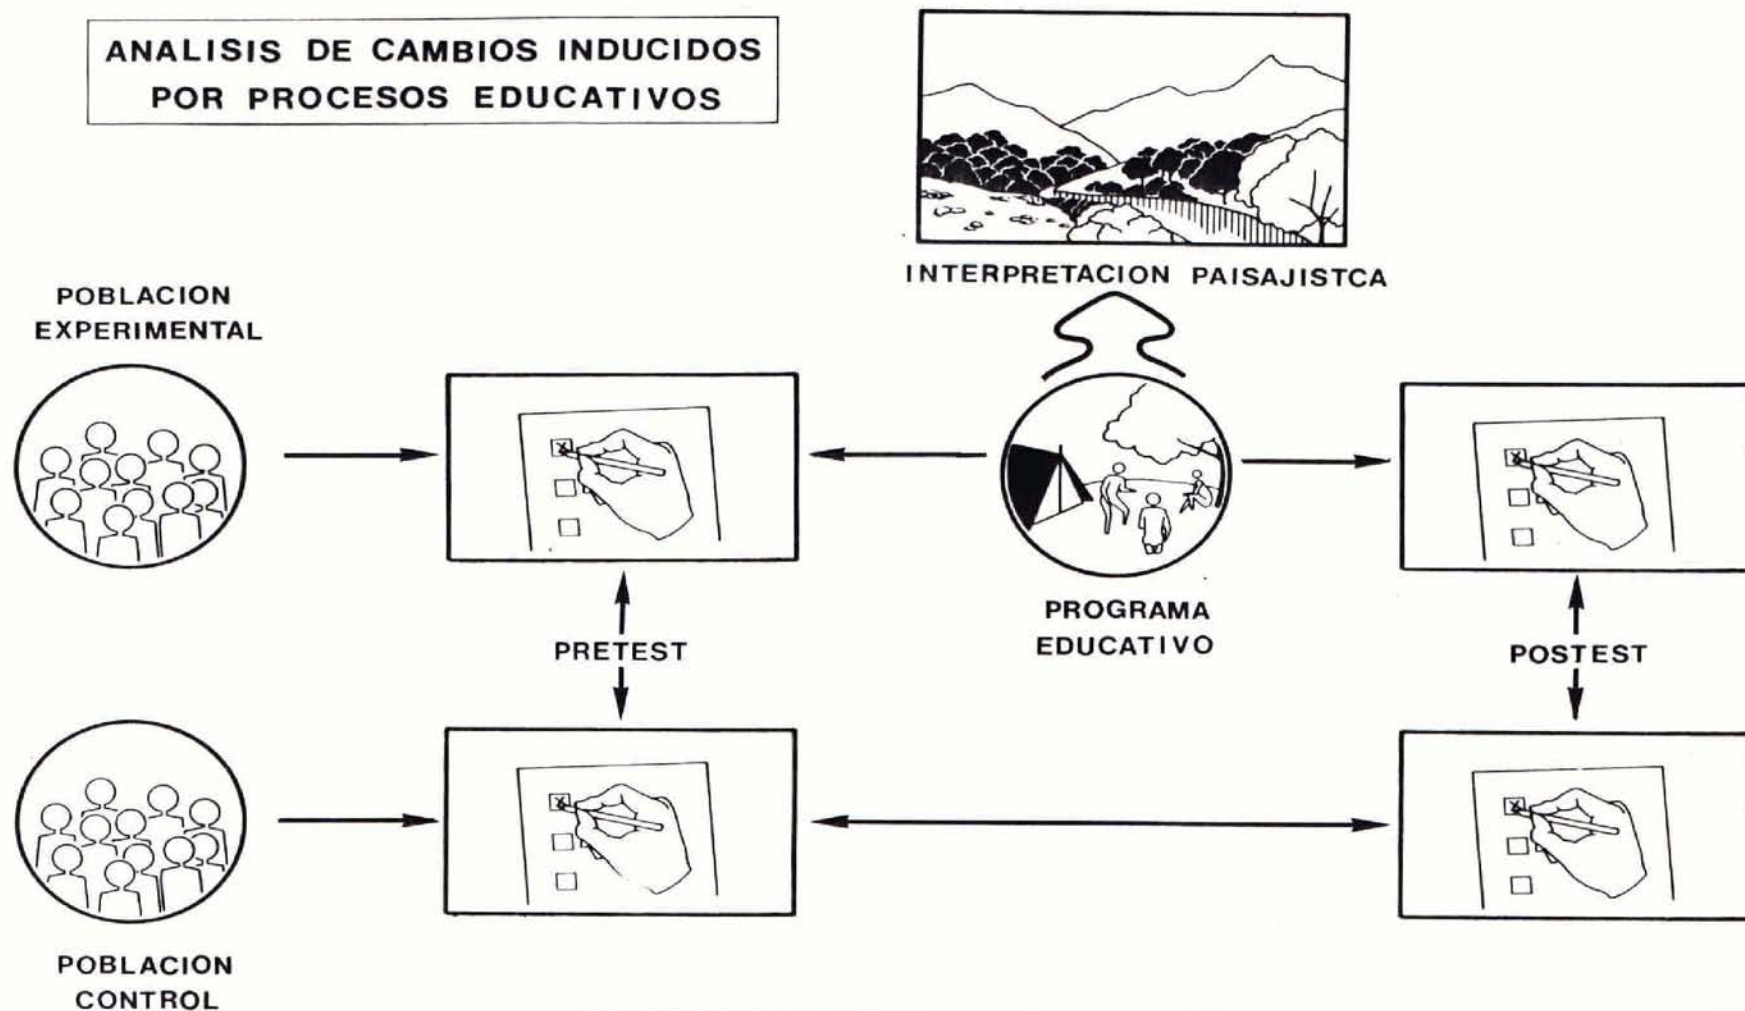 ANALISIS DE CAMBIOS INDUCIDOS
POR PROCESOS EDUCATIVOS
INTERPRETACION PAISAJISTCA
POBLACION
EXPERIMENTAL
PROGRAMA
EDUCATIVO
PRETEST
POSTEST
POBLACION
CONTROL